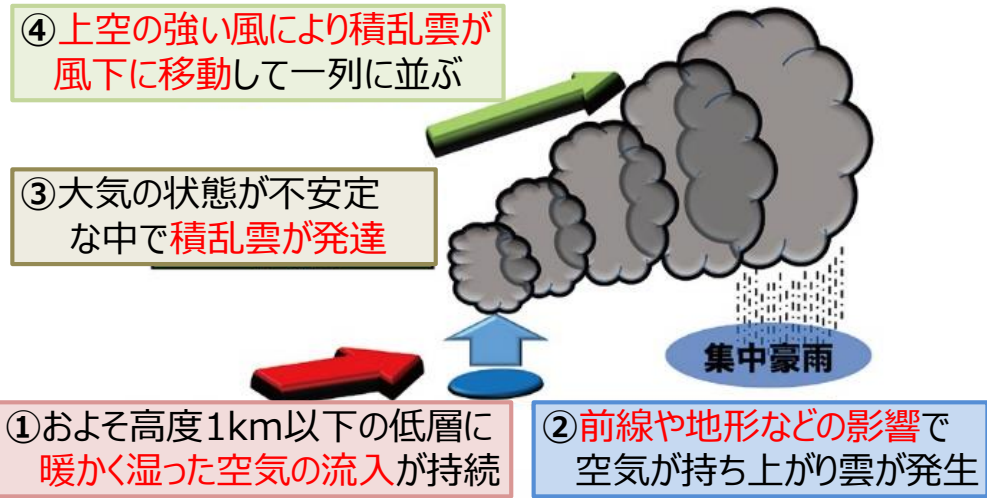 ④上空の強い風により積乱雲が
風下に移動して一列に並ぶ
③大気の状態が不安定
な中で積乱雲が発達
集中豪雨
①およそ高度1km以下の低層に
暖かく湿った空気の流入が持続
②前線や地形などの影響で
空気が持ち上がり雲が発生